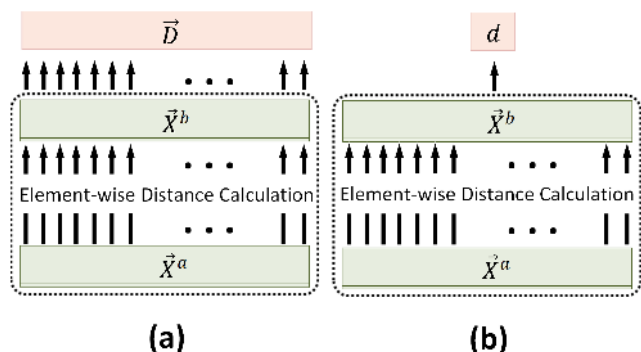 D⃗ d
X⃗ᵇ X⃗ᵇ
... ...
Element-wise Distance Calculation Element-wise Distance Calculation
... ...
X⃗ᵃ X⃗ᵃ
(a) (b)